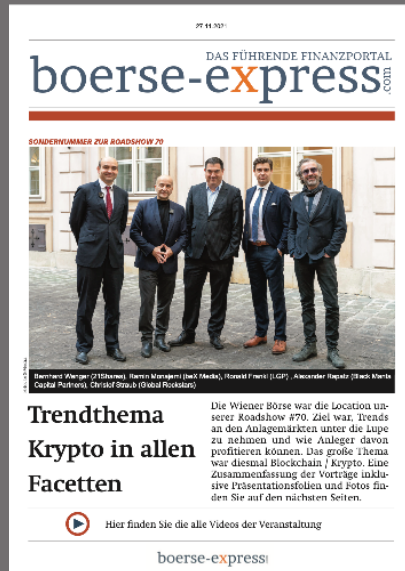 27.11.2021
DAS FÜHRENDE FINANZPORTAL
boerse-express.com
SONDERNUMMER ZUR ROADSHOW 70
Bernhard Wenger (21Shares), Ramin Monajemi (beX Media), Ronald Frankl (LGP) , Alexander Rapatz (Black Manta
Capital Partners), Christof Straub (Global Rockstars)
Trendthema
Krypto in allen
Facetten
Die Wiener Börse war die Location un-
serer Roadshow #70. Ziel war, Trends
an den Anlagemärkten unter die Lupe
zu nehmen und wie Anleger davon
profitieren können. Das große Thema
war diesmal Blockchain / Krypto. Eine
Zusammenfassung der Vorträge inklu-
sive Präsentationsfolien und Fotos fin-
den Sie auf den nächsten Seiten.
Hier finden Sie die alle Videos der Veranstaltung
boerse-express